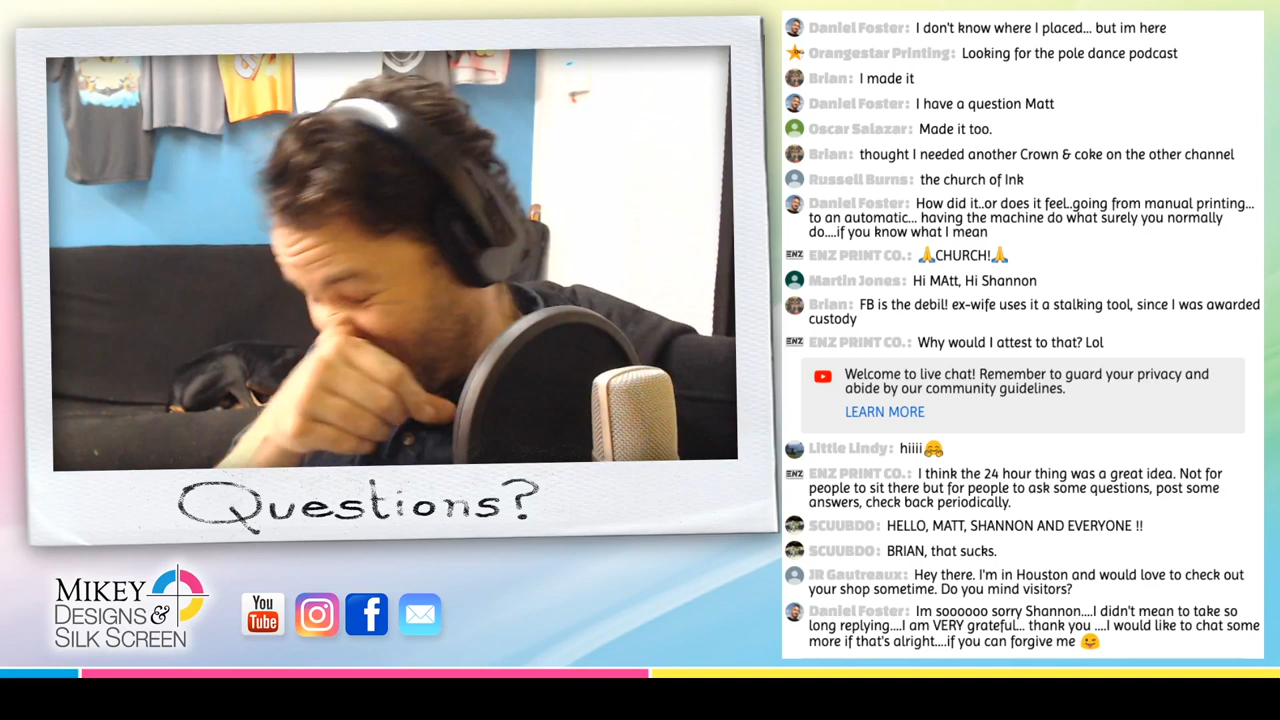 Questions?
MIKEY
DESIGNS &
SILK SCREEN
You
Tube
Daniel Foster: I don't know where I placed... but im here
Orangestar Printing: Looking for the pole dance podcast
Brian: I made it
Daniel Foster: I have a question Matt
Oscar Salazar: Made it too.
Brian: thought I needed another Crown & coke on the other channel
Russell Burns: the church of Ink
Daniel Foster: How did it..or does it feel..going from manual printing...
to an automatic... having the machine do what surely you normally
do....if you know what I mean
ENZ ENZ PRINT CO.: 🙏CHURCH!🙏
Martin Jones: Hi MAtt, Hi Shannon
Brian: FB is the debil! ex-wife uses it a stalking tool, since I was awarded
custody
ENZ ENZ PRINT CO.: Why would I attest to that? Lol
Welcome to live chat! Remember to guard your privacy and
abide by our community guidelines.
LEARN MORE
Little Lindy: hiiii🤗
ENZ ENZ PRINT CO.: I think the 24 hour thing was a great idea. Not for
people to sit there but for people to ask some questions, post some
answers, check back periodically.
SCUUBDO: HELLO, MATT, SHANNON AND EVERYONE !!
SCUUBDO: BRIAN, that sucks.
JR Gautreaux: Hey there. I'm in Houston and would love to check out
your shop sometime. Do you mind visitors?
Daniel Foster: Im soooooo sorry Shannon....I didn't mean to take so
long replying....I am VERY grateful... thank you ....I would like to chat some
more if that's alright....if you can forgive me 😜